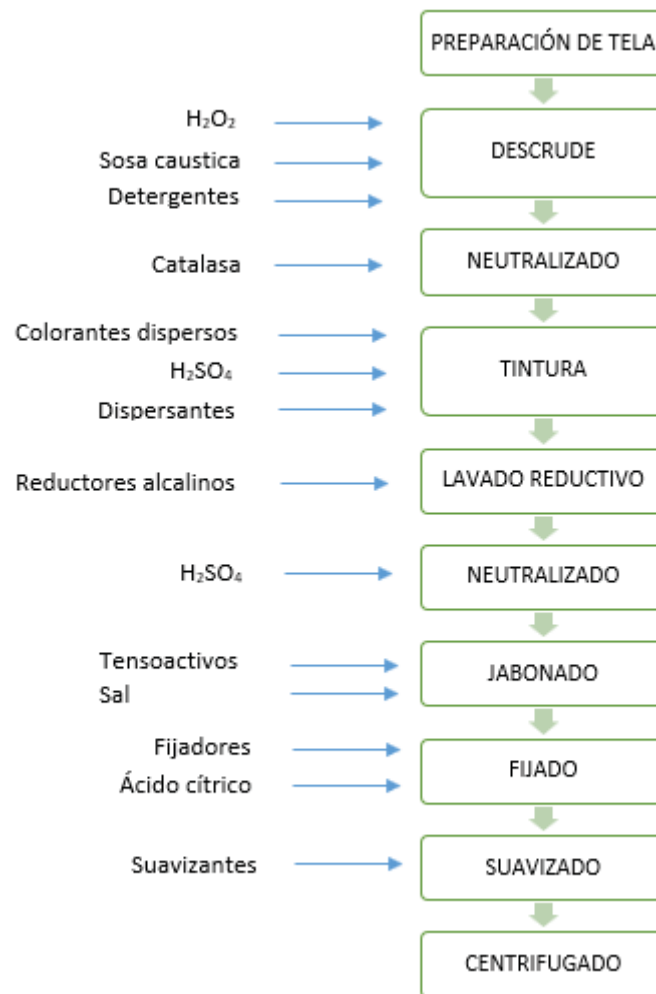 PREPARACIÓN DE TELA
H₂O₂
Sosa caustica
Detergentes
DESCRUDE
Catalasa
NEUTRALIZADO
Colorantes dispersos
H₂SO₄
Dispersantes
TINTURA
Reductores alcalinos
LAVADO REDUCTIVO
H₂SO₄
NEUTRALIZADO
Tensoactivos
Sal
JABONADO
Fijadores
Ácido cítrico
FIJADO
Suavizantes
SUAVIZADO
CENTRIFUGADO